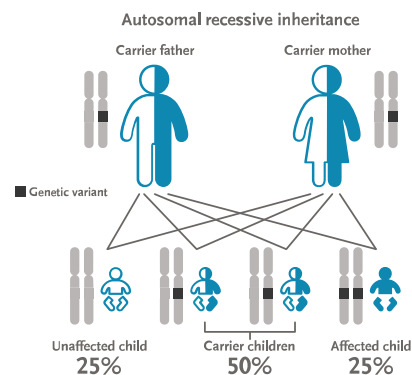 Autosomal recessive inheritance
Carrier father
Carrier mother
Genetic variant
Unaffected child
25%
Carrier children
50%
Affected child
25%